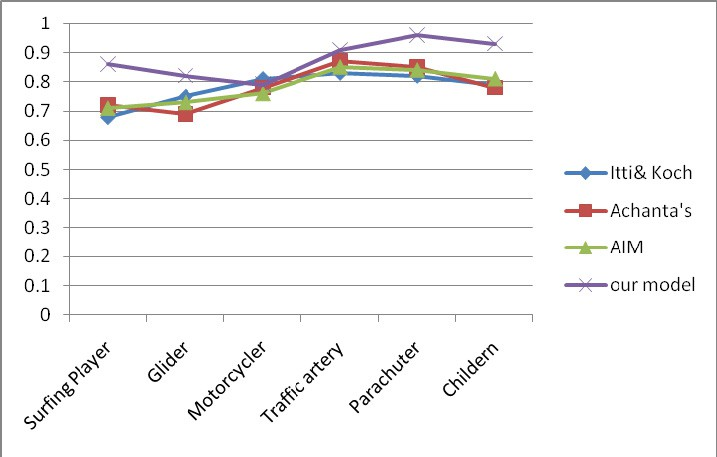 1
0.9
0.8
0.7
0.6
0.5
0.4
0.3
0.2
0.1
0
Surfing Player
Glider
Motorcycler
Traffic artery
Parachuter
Childern
Itti& Koch
Achanta's
AIM
our model